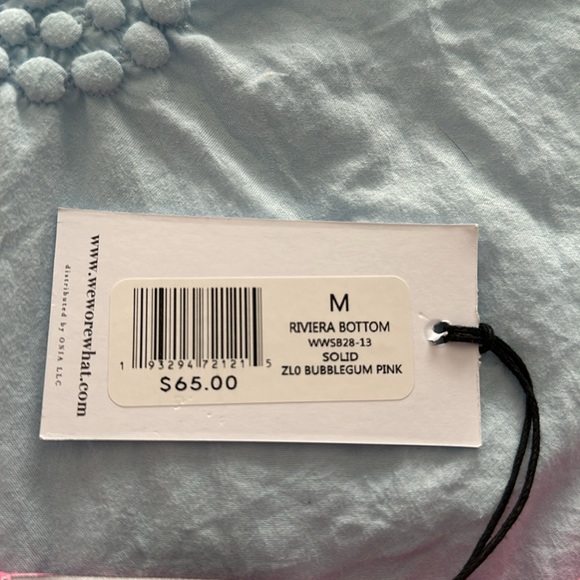 www.weworewhat.com
distributed by ONIA LLC
M
RIVIERA BOTTOM
WWSB28-13
SOLID
ZL0 BUBBLEGUM PINK
1 93294 72121 5
$65.00